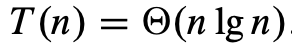 T(n) = Θ(n lg n).